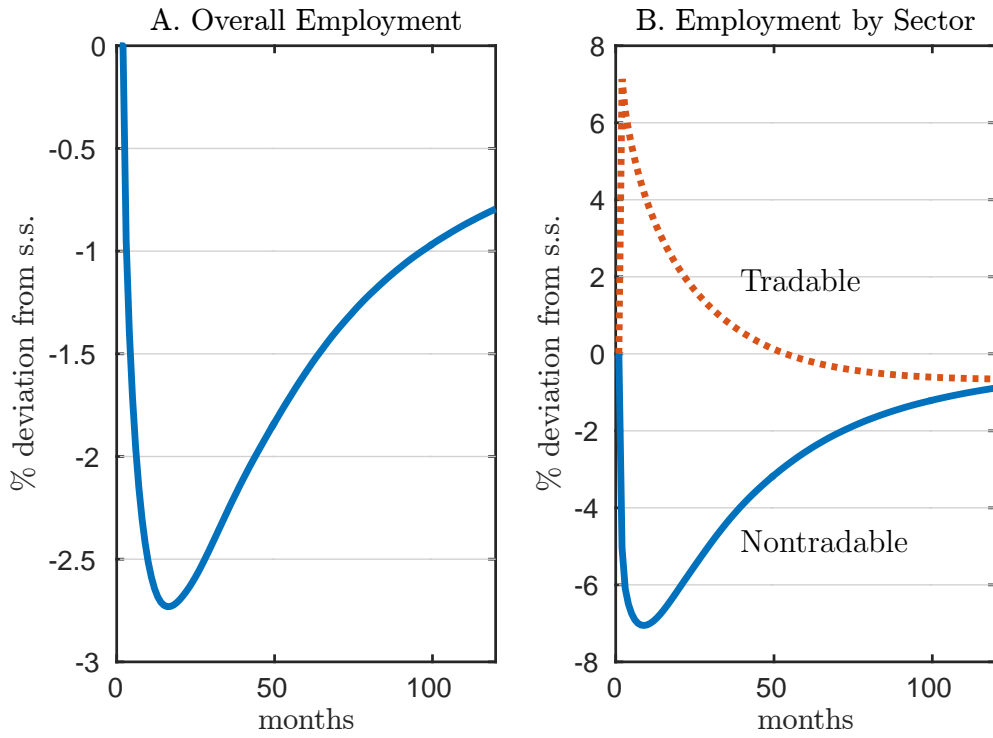 A. Overall Employment
% deviation from s.s.
0
-0.5
-1
-1.5
-2
-2.5
-3
0
50
100
months
B. Employment by Sector
% deviation from s.s.
8
6
4
2
0
-2
-4
-6
-8
Tradable
Nontradable
0
50
100
months